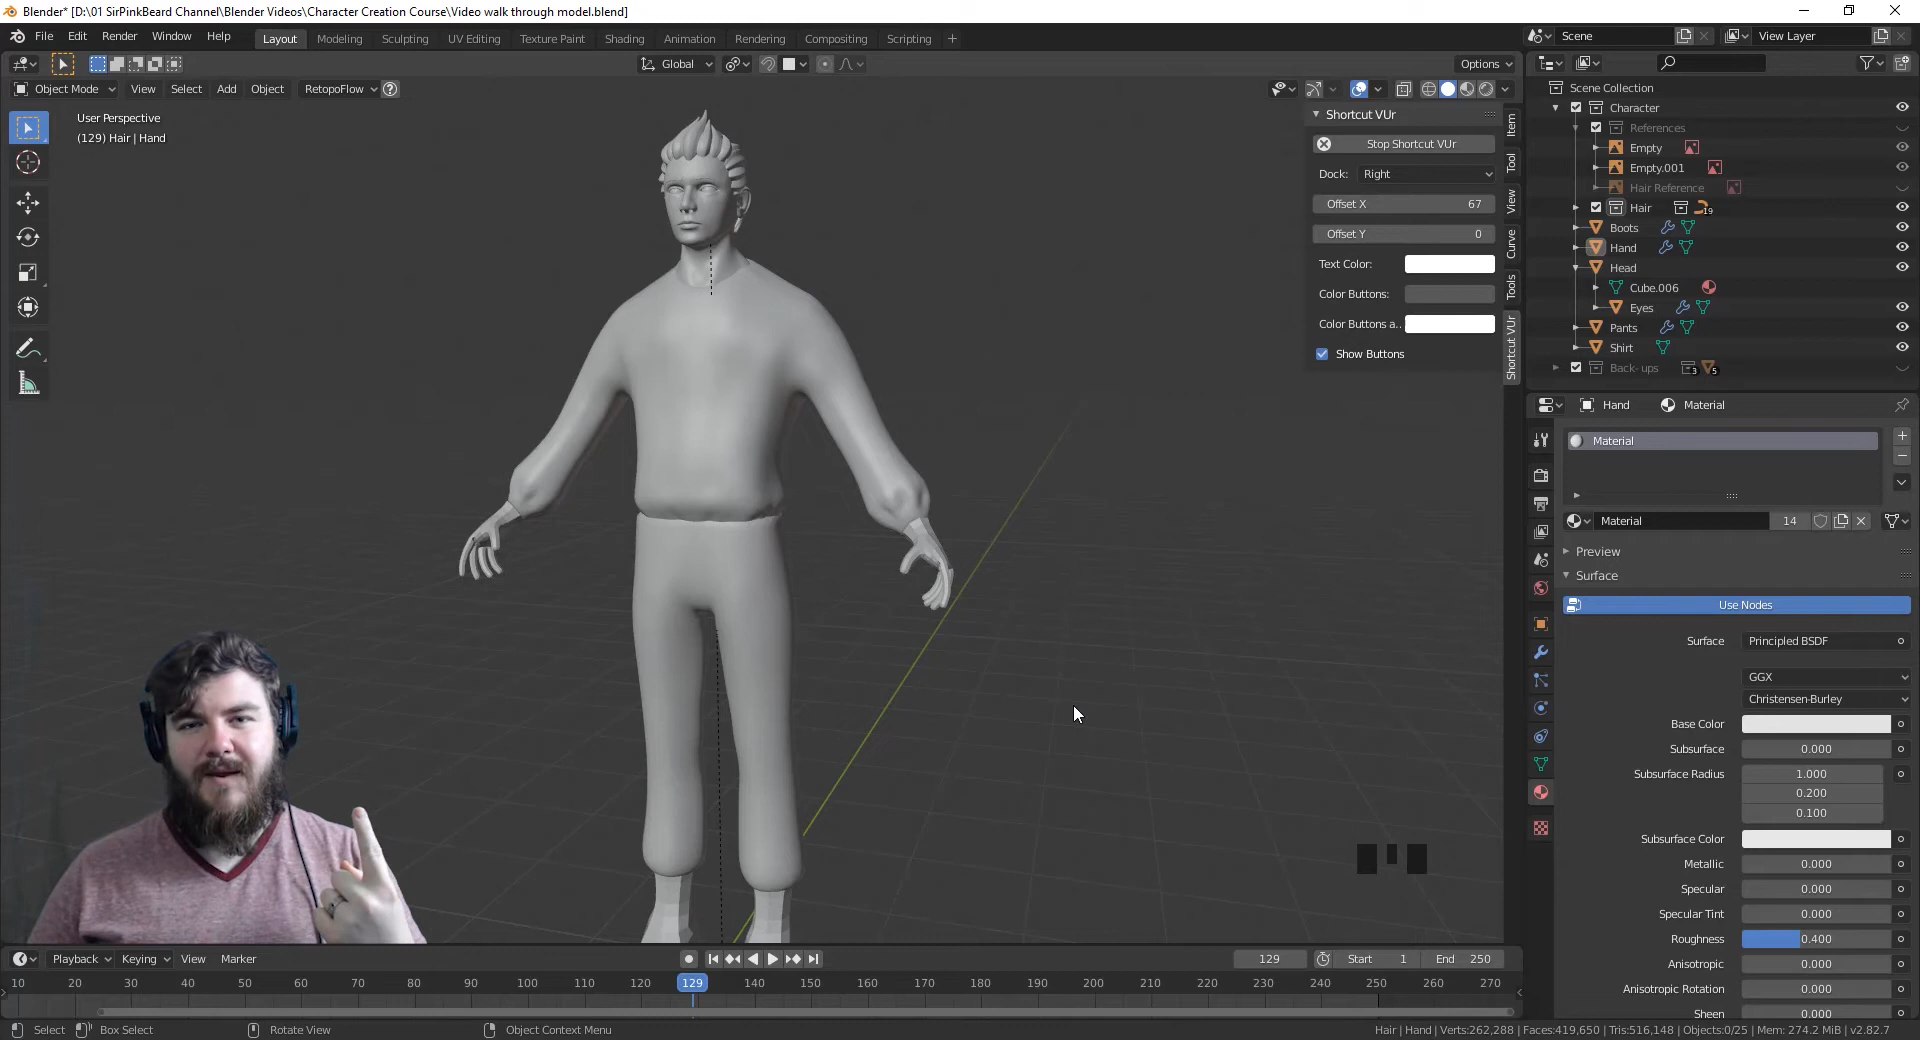 Blender* [D:\01 SirPinkBeard Channel\Blender Videos\Character Creation Course\Video walk through model.blend]
File Edit Render Window Help Layout Modeling Sculpting UV Editing Texture Paint Shading Animation Rendering Compositing Scripting + Scene View Layer
Global Options
Object Mode View Select Add Object RetopoFlow
User Perspective
(129) Hair | Hand
Shortcut VUr
Stop Shortcut VUr
Dock: Right
Offset X 67
Offset Y 0
Text Color:
Color Buttons:
Color Buttons a..
Show Buttons
Item
Tool
View
Curve
Tools
Shortcut VUr
Scene Collection
Character
References
Empty
Empty.001
Hair Reference
Hair 19
Boots
Hand
Head
Cube.006
Eyes
Pants
Shirt
Back-ups 3 5
Hand Material
Material
Material 14
Preview
Surface
Use Nodes
Surface Principled BSDF
GGX
Christensen-Burley
Base Color
Subsurface 0.000
Subsurface Radius 1.000
0.200
0.100
Subsurface Color
Metallic 0.000
Specular 0.000
Specular Tint 0.000
Roughness 0.400
Anisotropic 0.000
Anisotropic Rotation 0.000
Sheen 0.000
Playback Keying View Marker 129 Start 1 End 250
10 20 30 40 50 60 70 80 90 100 110 120 129 140 150 160 170 180 190 200 210 220 230 240 250 260 270
Select Box Select Rotate View Object Context Menu Hair | Hand | Verts:262,288 | Faces:419,650 | Tris:516,148 | Objects:0/25 | Mem: 274.2 MiB | v2.82.7